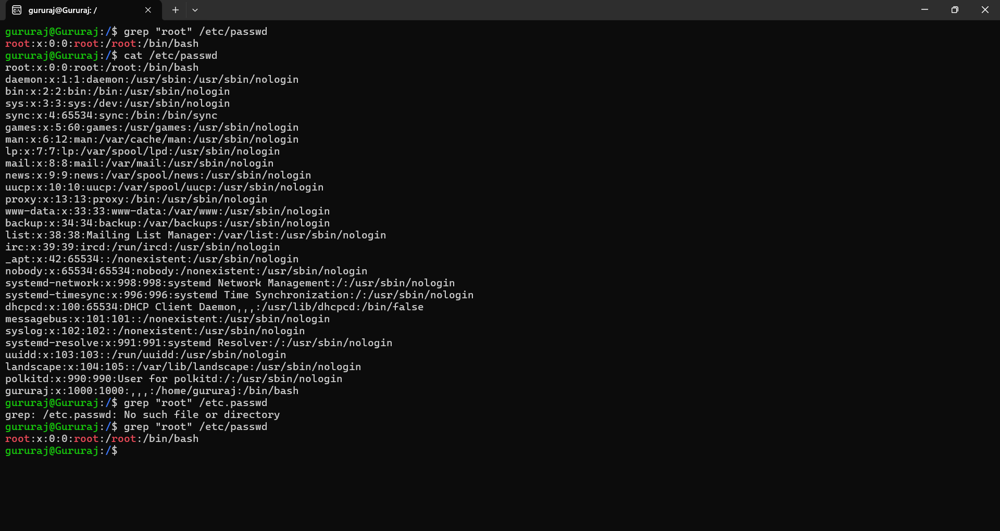 gururaj@Gururaj: /
gururaj@Gururaj:/$ grep "root" /etc/passwd
root:x:0:0:root:/root:/bin/bash
gururaj@Gururaj:/$ cat /etc/passwd
root:x:0:0:root:/root:/bin/bash
daemon:x:1:1:daemon:/usr/sbin:/usr/sbin/nologin
bin:x:2:2:bin:/bin:/usr/sbin/nologin
sys:x:3:3:sys:/dev:/usr/sbin/nologin
sync:x:4:65534:sync:/bin:/bin/sync
games:x:5:60:games:/usr/games:/usr/sbin/nologin
man:x:6:12:man:/var/cache/man:/usr/sbin/nologin
lp:x:7:7:lp:/var/spool/lpd:/usr/sbin/nologin
mail:x:8:8:mail:/var/mail:/usr/sbin/nologin
news:x:9:9:news:/var/spool/news:/usr/sbin/nologin
uucp:x:10:10:uucp:/var/spool/uucp:/usr/sbin/nologin
proxy:x:13:13:proxy:/bin:/usr/sbin/nologin
www-data:x:33:33:www-data:/var/www:/usr/sbin/nologin
backup:x:34:34:backup:/var/backups:/usr/sbin/nologin
list:x:38:38:Mailing List Manager:/var/list:/usr/sbin/nologin
irc:x:39:39:ircd:/run/ircd:/usr/sbin/nologin
_apt:x:42:65534::/nonexistent:/usr/sbin/nologin
nobody:x:65534:65534:nobody:/nonexistent:/usr/sbin/nologin
systemd-network:x:998:998:systemd Network Management:/:/usr/sbin/nologin
systemd-timesync:x:996:996:systemd Time Synchronization:/:/usr/sbin/nologin
dhcpcd:x:100:65534:DHCP Client Daemon,,,:/usr/lib/dhcpcd:/bin/false
messagebus:x:101:101::/nonexistent:/usr/sbin/nologin
syslog:x:102:102::/nonexistent:/usr/sbin/nologin
systemd-resolve:x:991:991:systemd Resolver:/:/usr/sbin/nologin
uuidd:x:103:103::/run/uuidd:/usr/sbin/nologin
landscape:x:104:105::/var/lib/landscape:/usr/sbin/nologin
polkitd:x:990:990:User for polkitd:/:/usr/sbin/nologin
gururaj:x:1000:1000:,,,:/home/gururaj:/bin/bash
gururaj@Gururaj:/$ grep "root" /etc.passwd
grep: /etc.passwd: No such file or directory
gururaj@Gururaj:/$ grep "root" /etc/passwd
root:x:0:0:root:/root:/bin/bash
gururaj@Gururaj:/$